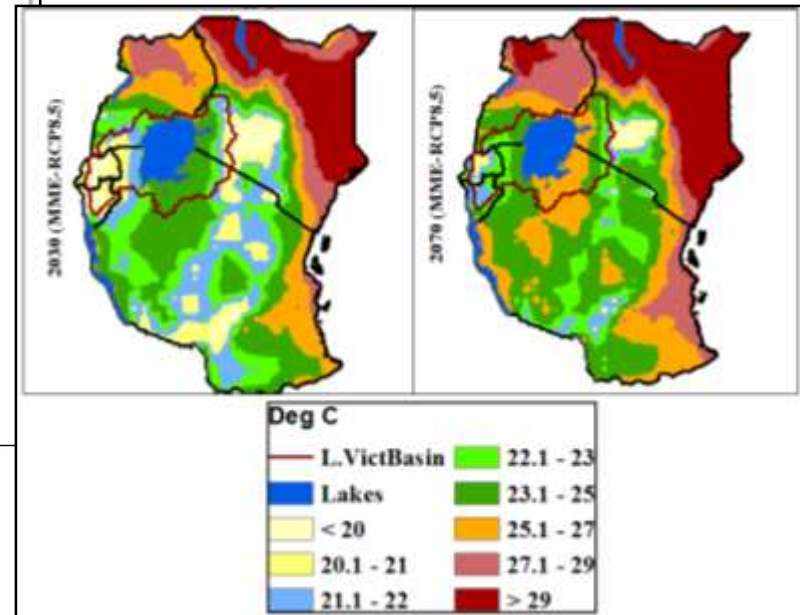 2030 (MME-RCP8.5)
2070 (MME-RCP8.5)
Deg C
L.VictBasin
Lakes
< 20
20.1 - 21
21.1 - 22
22.1 - 23
23.1 - 25
25.1 - 27
27.1 - 29
> 29